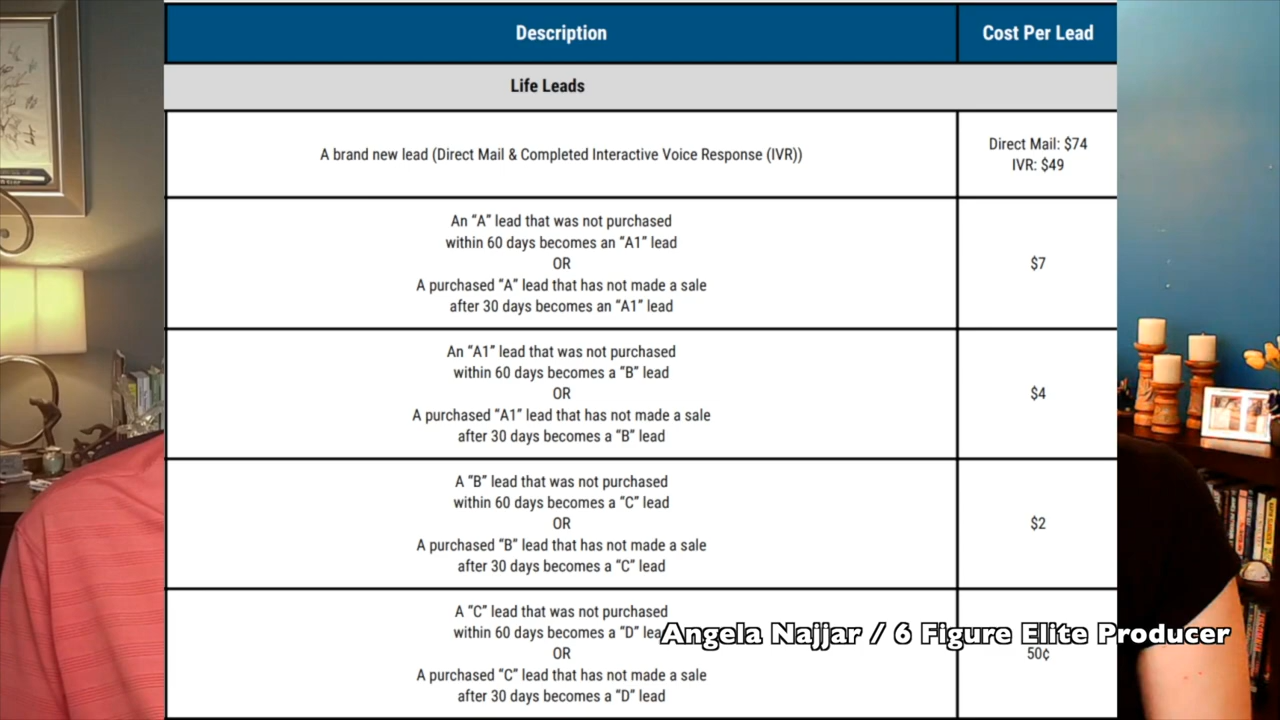 Description
Cost Per Lead
Life Leads
A brand new lead (Direct Mail & Completed Interactive Voice Response (IVR))
Direct Mail: $74
IVR: $49
An “A” lead that was not purchased
within 60 days becomes an “A1” lead
OR
A purchased “A” lead that has not made a sale
after 30 days becomes an “A1” lead
$7
An “A1” lead that was not purchased
within 60 days becomes a “B” lead
OR
A purchased “A1” lead that has not made a sale
after 30 days becomes a “B” lead
$4
A “B” lead that was not purchased
within 60 days becomes a “C” lead
OR
A purchased “B” lead that has not made a sale
after 30 days becomes a “C” lead
$2
A “C” lead that was not purchased
within 60 days becomes a “D”
OR
A purchased “C” lead that has not made a sale
after 30 days becomes a “D” lead
50¢
Angela Najjar / 6 Figure Elite Producer